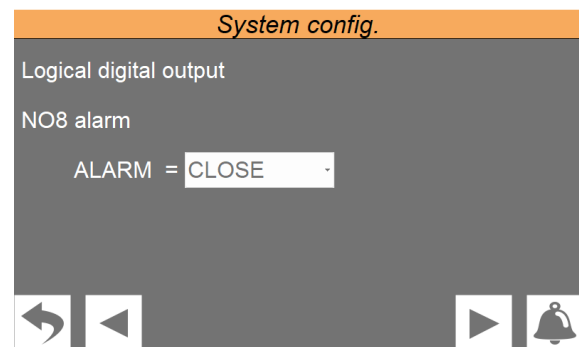 System config.
Logical digital output
NO8 alarm
ALARM = CLOSE